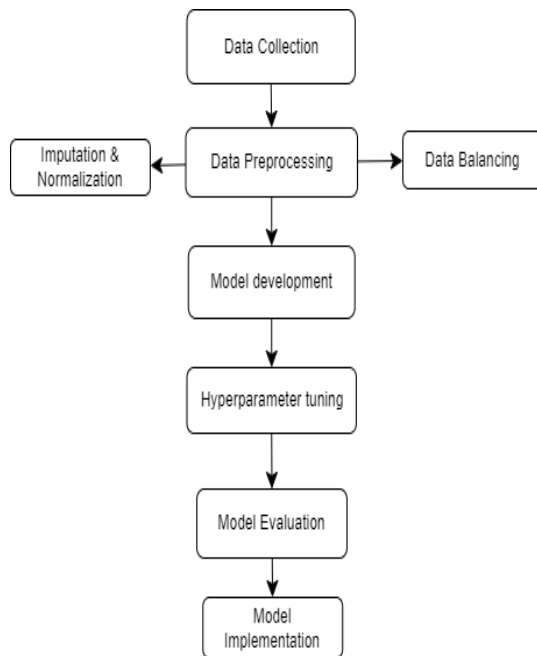 Data Collection
Imputation &
Normalization
Data Preprocessing
Data Balancing
Model development
Hyperparameter tuning
Model Evaluation
Model
Implementation